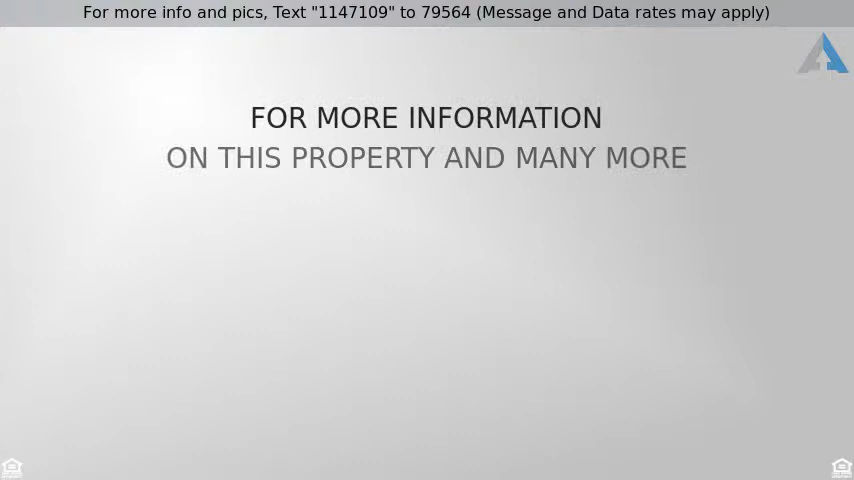 For more info and pics, Text "1147109" to 79564 (Message and Data rates may apply)
FOR MORE INFORMATION
ON THIS PROPERTY AND MANY MORE